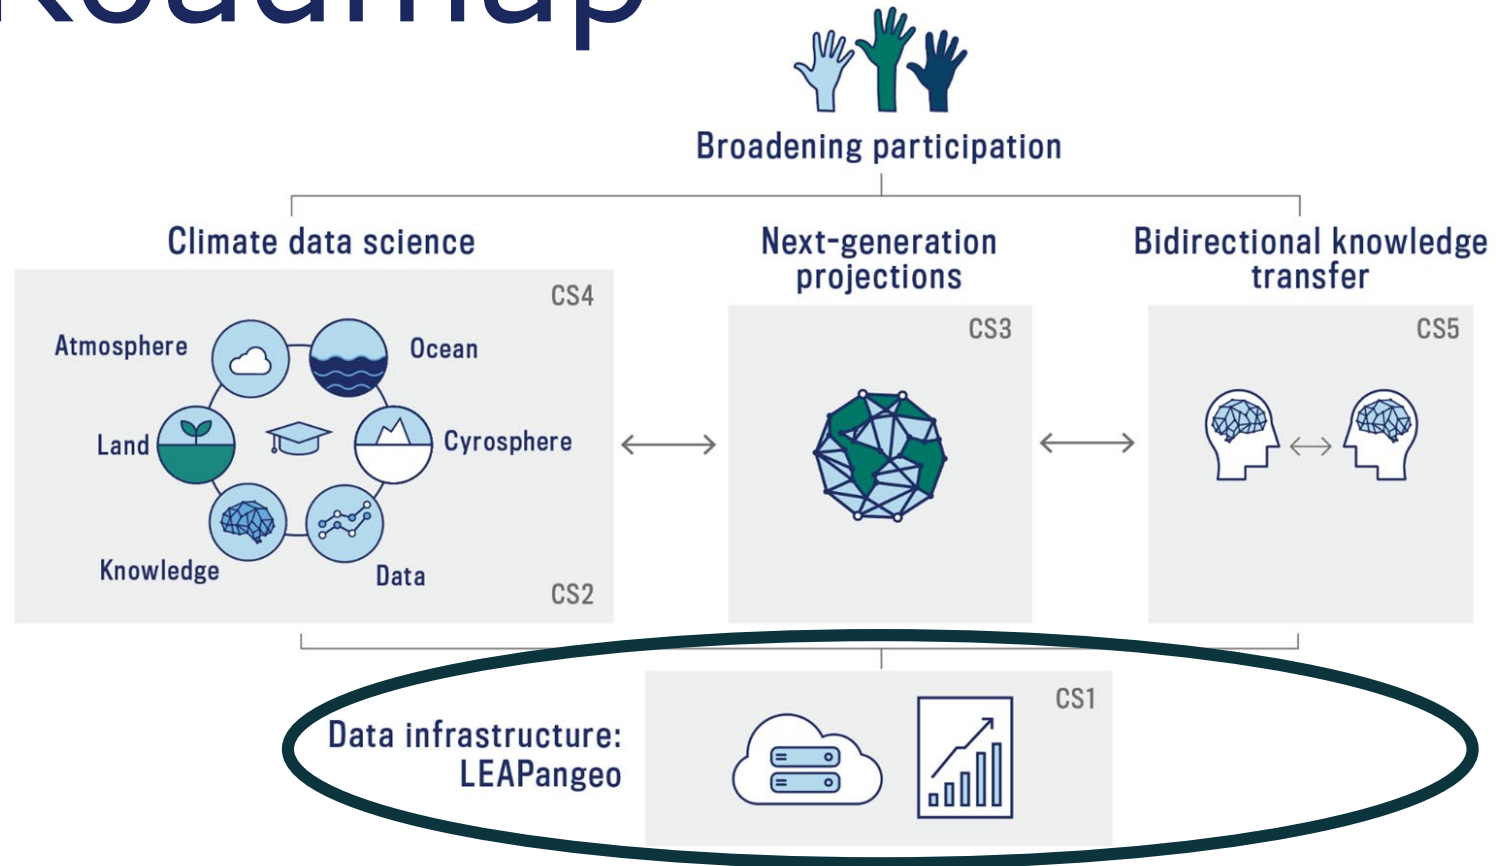 Roadmap
Broadening participation
Climate data science
Next-generation
projections
Bidirectional knowledge
transfer
CS4
Atmosphere
Ocean
Land
Cyrosphere
Knowledge
Data
CS2
CS3
CS5
Data infrastructure:
LEAPangeo
CS1